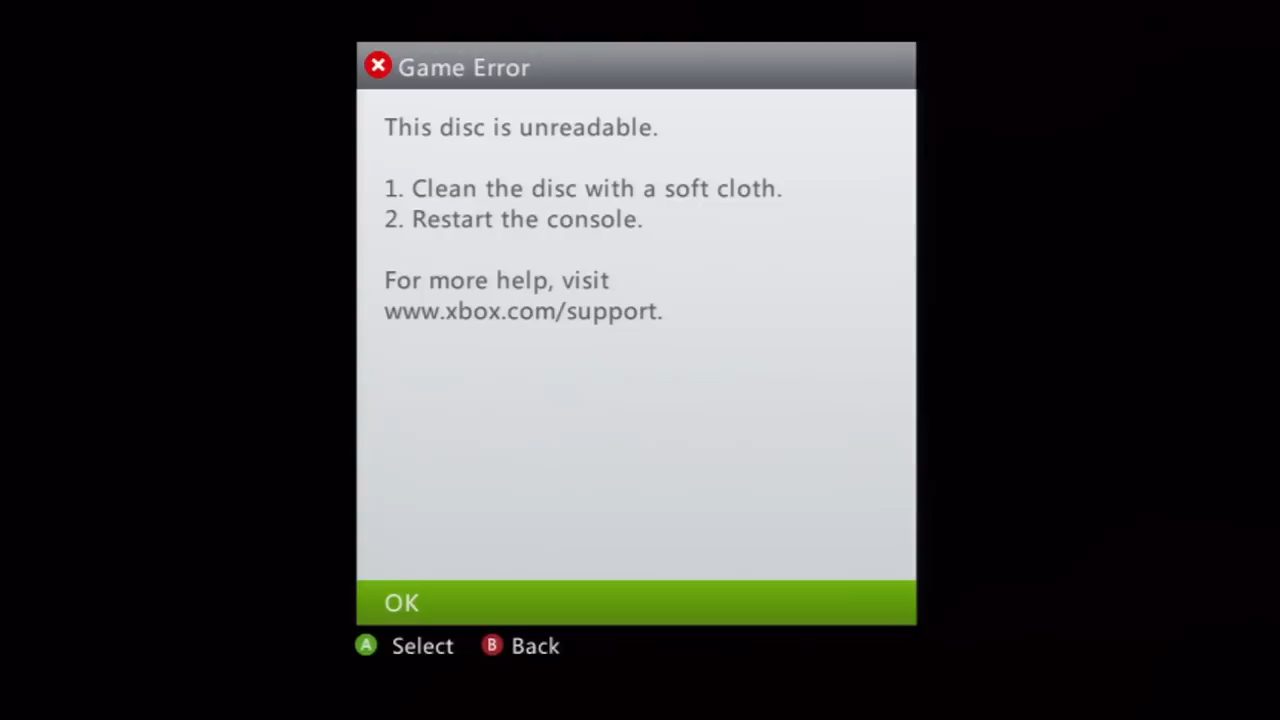 Game Error
This disc is unreadable.
1. Clean the disc with a soft cloth.
2. Restart the console.
For more help, visit
www.xbox.com/support.
OK
A Select B Back